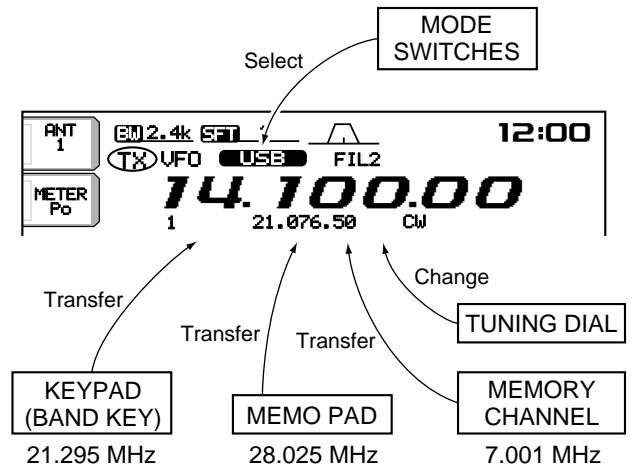 MODE
SWITCHES
Select
ANT
1
BW 2.4k SFT
12:00
TX VFO USB FIL2
METER
Po
14.100.00
1 21.076.50 CW
Transfer
Transfer
Transfer
Change
TUNING DIAL
KEYPAD
(BAND KEY)
MEMO PAD
MEMORY
CHANNEL
21.295 MHz
28.025 MHz
7.001 MHz